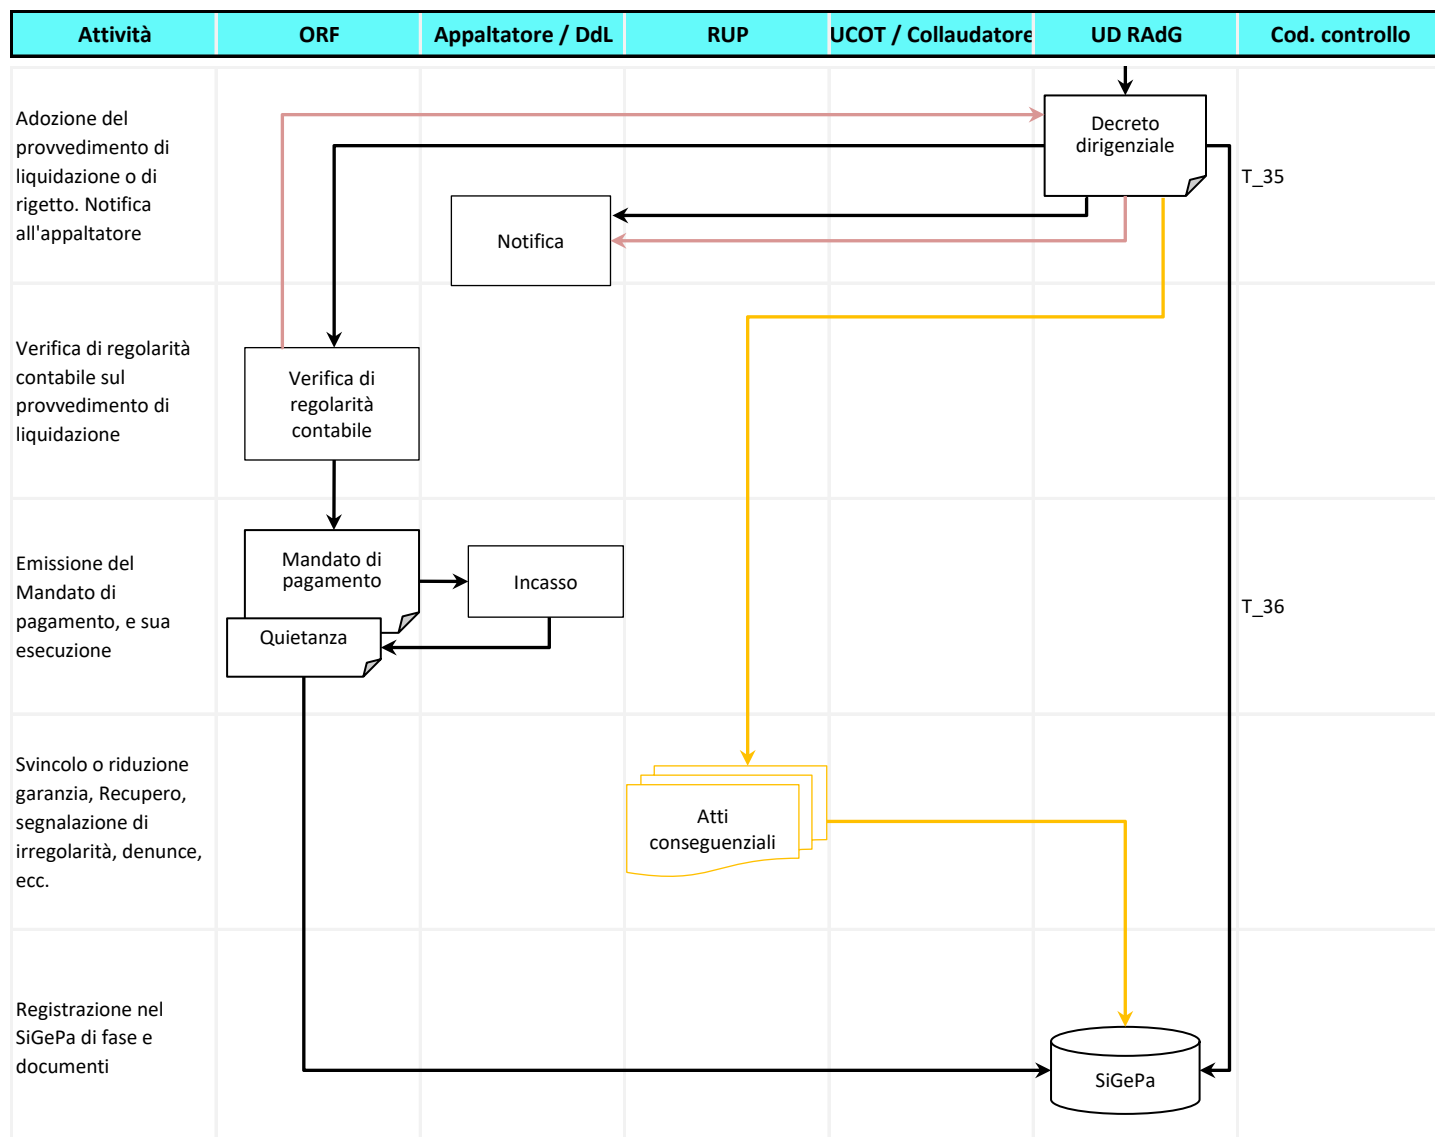 Attività
ORF
Appaltatore / DdL
RUP
UCOT / Collaudatore
UD RAdG
Cod. controllo
Adozione del
provvedimento di
liquidazione o di
rigetto. Notifica
all'appaltatore
Decreto
dirigenziale
T_35
Notifica
Verifica di regolarità
contabile sul
provvedimento di
liquidazione
Verifica di
regolarità
contabile
Emissione del
Mandato di
pagamento, e sua
esecuzione
Mandato di
pagamento
Incasso
Quietanza
T_36
Svincolo o riduzione
garanzia, Recupero,
segnalazione di
irregolarità, denunce,
ecc.
Atti
conseguenziali
Registrazione nel
SiGePa di fase e
documenti
SiGePa